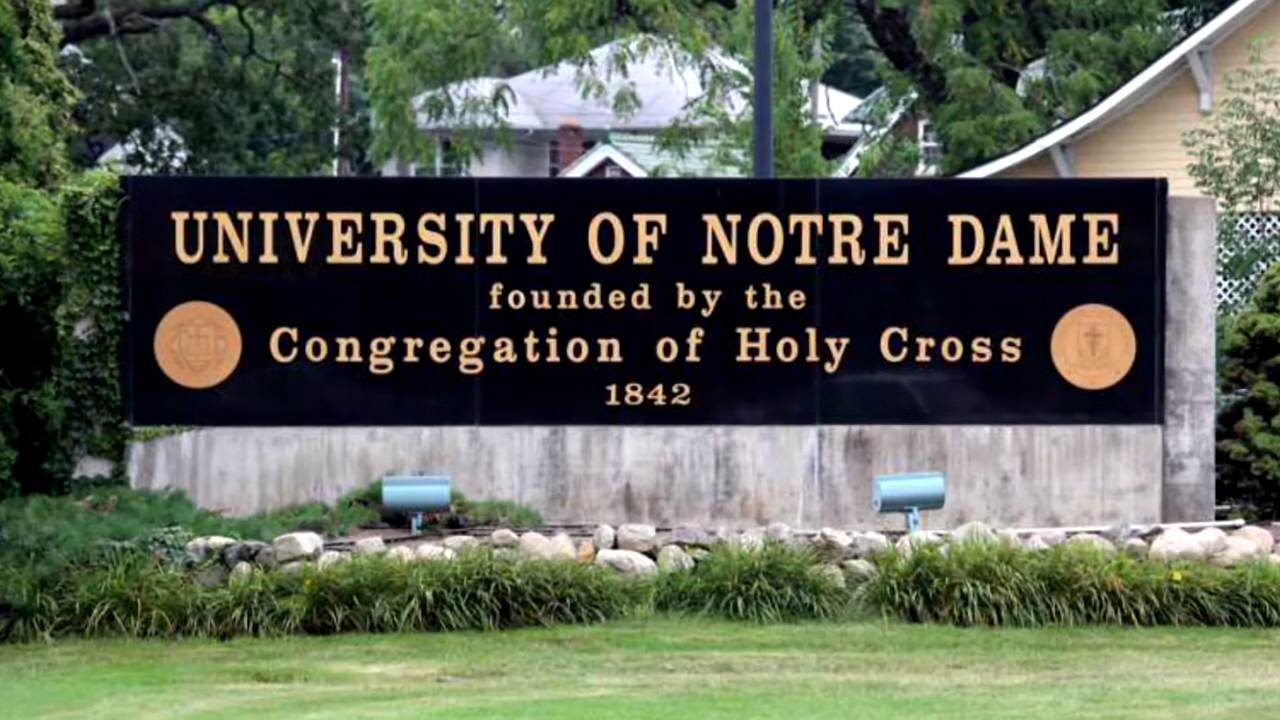 UNIVERSITY OF NOTRE DAME
founded by the
Congregation of Holy Cross
1842